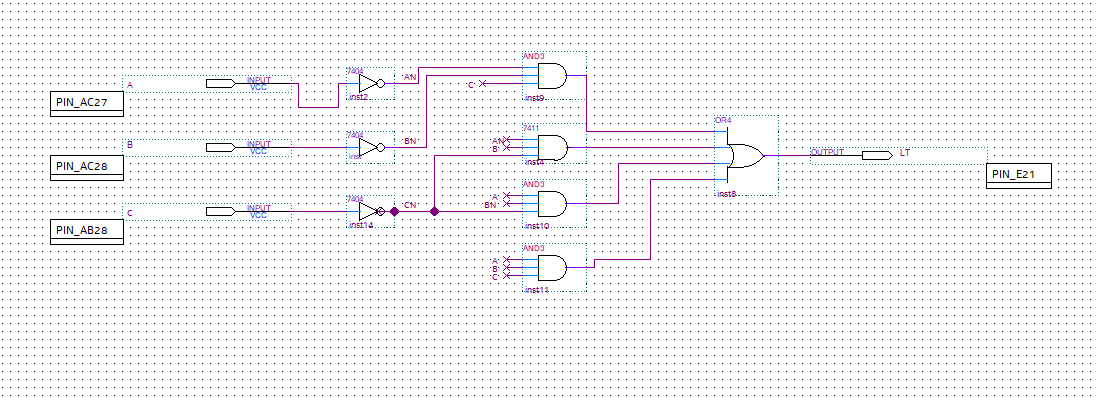 A
INPUT
VCC
PIN_AC27
7404
AN
inst2
AND3
C
inst9
B
INPUT
VCC
PIN_AC28
7404
BN
inst
7411
AN
B
inst4
OR4
inst8
OUTPUT
LT
PIN_E21
C
INPUT
VCC
PIN_AB28
7404
CN
inst14
AND3
A
BN
inst10
AND3
A
B
C
inst11